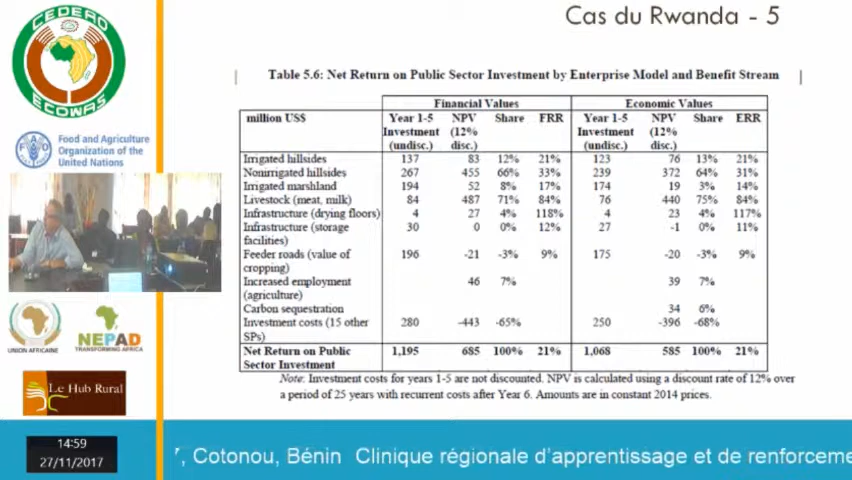 CEDEAO
ECOWAS
Food and Agriculture
Organization of the
United Nations
FAO
UNION AFRICAINE
NEPAD
TRANSFORMING AFRICA
Le Hub Rural
14:59
27/11/2017
Cas du Rwanda - 5
Table 5.6: Net Return on Public Sector Investment by Enterprise Model and Benefit Stream
Financial Values Economic Values
million US$ Year 1-5 NPV Share FRR Year 1-5 NPV Share ERR
Investment (12% Investment (12%
(undisc.) disc.) (undisc.) disc.)
Irrigated hillsides 137 83 12% 21% 123 76 13% 21%
Nonirrigated hillsides 267 455 66% 33% 239 372 64% 31%
Irrigated marshland 194 52 8% 17% 174 19 3% 14%
Livestock (meat, milk) 84 487 71% 84% 76 440 75% 84%
Infrastructure (drying floors) 4 27 4% 118% 4 23 4% 117%
Infrastructure (storage 30 0 0% 12% 27 -1 0% 11%
facilities)
Feeder roads (value of 196 -21 -3% 9% 175 -20 -3% 9%
cropping)
Increased employment 46 7% 39 7%
(agriculture)
Carbon sequestration 34 6%
Investment costs (15 other 280 -443 -65% 250 -396 -68%
SPs)
Net Return on Public 1,195 685 100% 21% 1,068 585 100% 21%
Sector Investment
Note: Investment costs for years 1-5 are not discounted. NPV is calculated using a discount rate of 12% over
a period of 25 years with recurrent costs after Year 6. Amounts are in constant 2014 prices.
7, Cotonou, Bénin Clinique régionale d'apprentissage et de renforceme